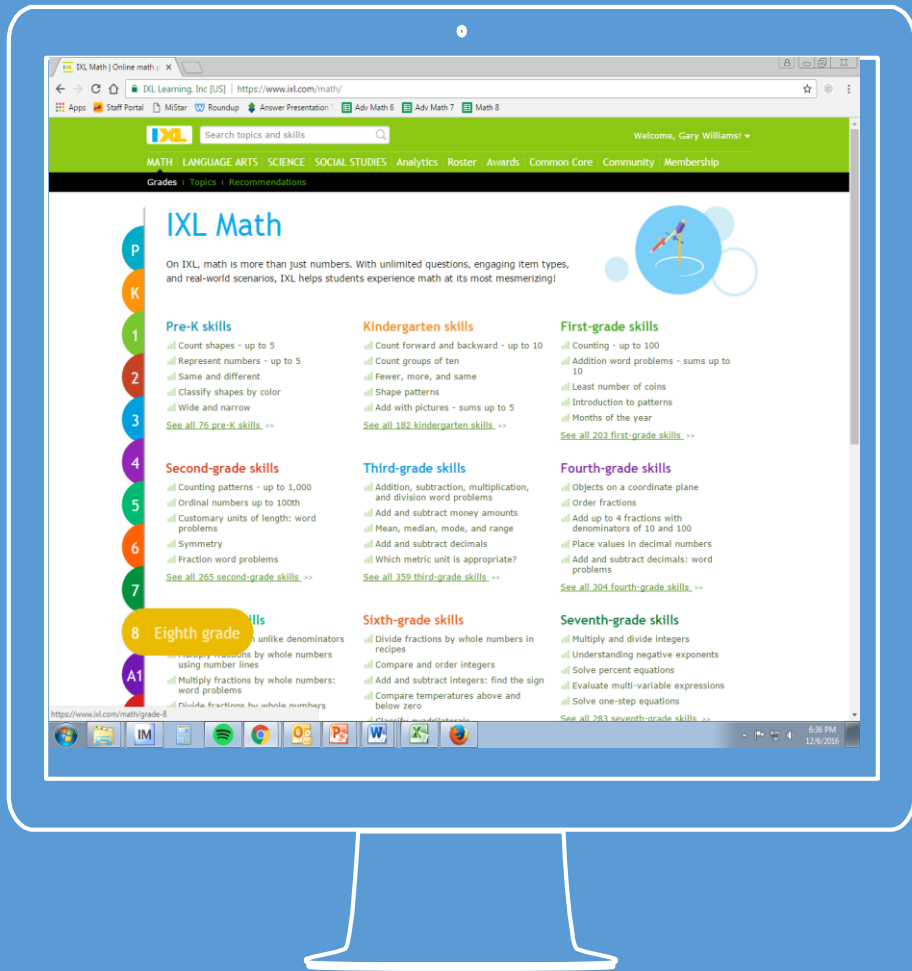 IXL Math | Online math p
IXL Learning, Inc [US] | https://www.ixl.com/math/
Apps Staff Portal MiStar Roundup Answer Presentation Adv Math 6 Adv Math 7 Math 8
IXL Search topics and skills Welcome, Gary Williams!
MATH LANGUAGE ARTS SCIENCE SOCIAL STUDIES Analytics Roster Awards Common Core Community Membership
Grades Topics Recommendations
IXL Math
On IXL, math is more than just numbers. With unlimited questions, engaging item types,
and real-world scenarios, IXL helps students experience math at its most mesmerizing!
P
K
1
2
3
4
5
6
7
8 Eighth grade
A1
Pre-K skills
Count shapes - up to 5
Represent numbers - up to 5
Same and different
Classify shapes by color
Wide and narrow
See all 76 pre-K skills >>
Kindergarten skills
Count forward and backward - up to 10
Count groups of ten
Fewer, more, and same
Shape patterns
Add with pictures - sums up to 5
See all 182 kindergarten skills >>
First-grade skills
Counting - up to 100
Addition word problems - sums up to
10
Least number of coins
Introduction to patterns
Months of the year
See all 203 first-grade skills >>
Second-grade skills
Counting patterns - up to 1,000
Ordinal numbers up to 100th
Customary units of length: word
problems
Symmetry
Fraction word problems
See all 265 second-grade skills >>
Third-grade skills
Addition, subtraction, multiplication,
and division word problems
Add and subtract money amounts
Mean, median, mode, and range
Add and subtract decimals
Which metric unit is appropriate?
See all 359 third-grade skills >>
Fourth-grade skills
Objects on a coordinate plane
Order fractions
Add up to 4 fractions with
denominators of 10 and 100
Place values in decimal numbers
Add and subtract decimals: word
problems
See all 304 fourth-grade skills >>
unlike denominators
Multiply fractions by whole numbers
using number lines
Multiply fractions by whole numbers:
word problems
Divide fractions by whole numbers
Sixth-grade skills
Divide fractions by whole numbers in
recipes
Compare and order integers
Add and subtract integers: find the sign
Compare temperatures above and
below zero
Classify quadrilaterals
Seventh-grade skills
Multiply and divide integers
Understanding negative exponents
Solve percent equations
Evaluate multi-variable expressions
Solve one-step equations
See all 283 seventh-grade skills >>
https://www.ixl.com/math/grade-8
IM
6:36 PM
12/6/2016